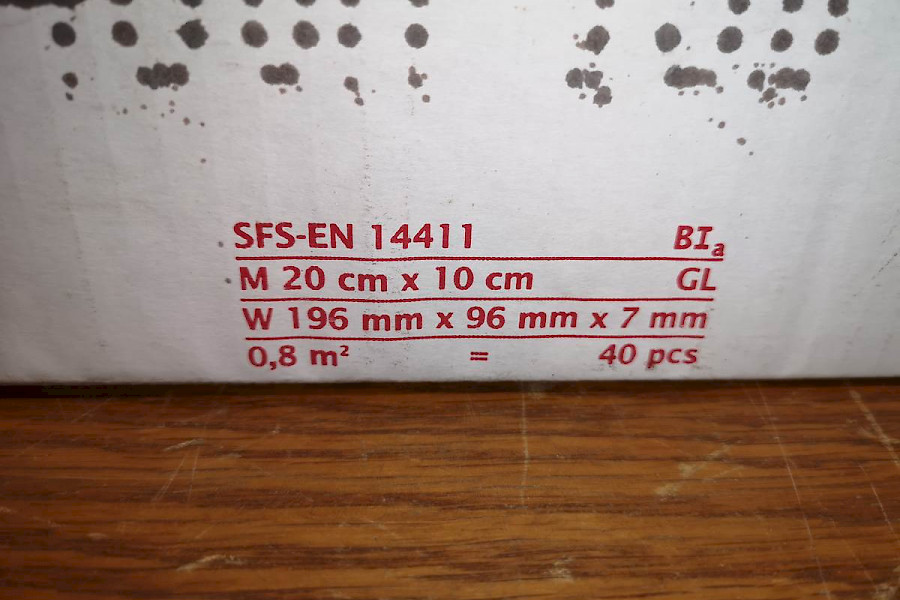 SFS-EN 14411 BIa
M 20 cm x 10 cm GL
W 196 mm x 96 mm x 7 mm
0,8 m² = 40 pcs